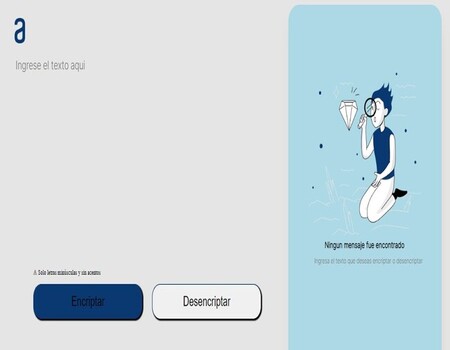 a
Ingrese el texto aqui
⚠ Solo letras minúsculas y sin acentos
Encriptar
Desencriptar
Ningun mensaje fue encontrado
Ingresa el texto que deseas encriptar o desencriptar